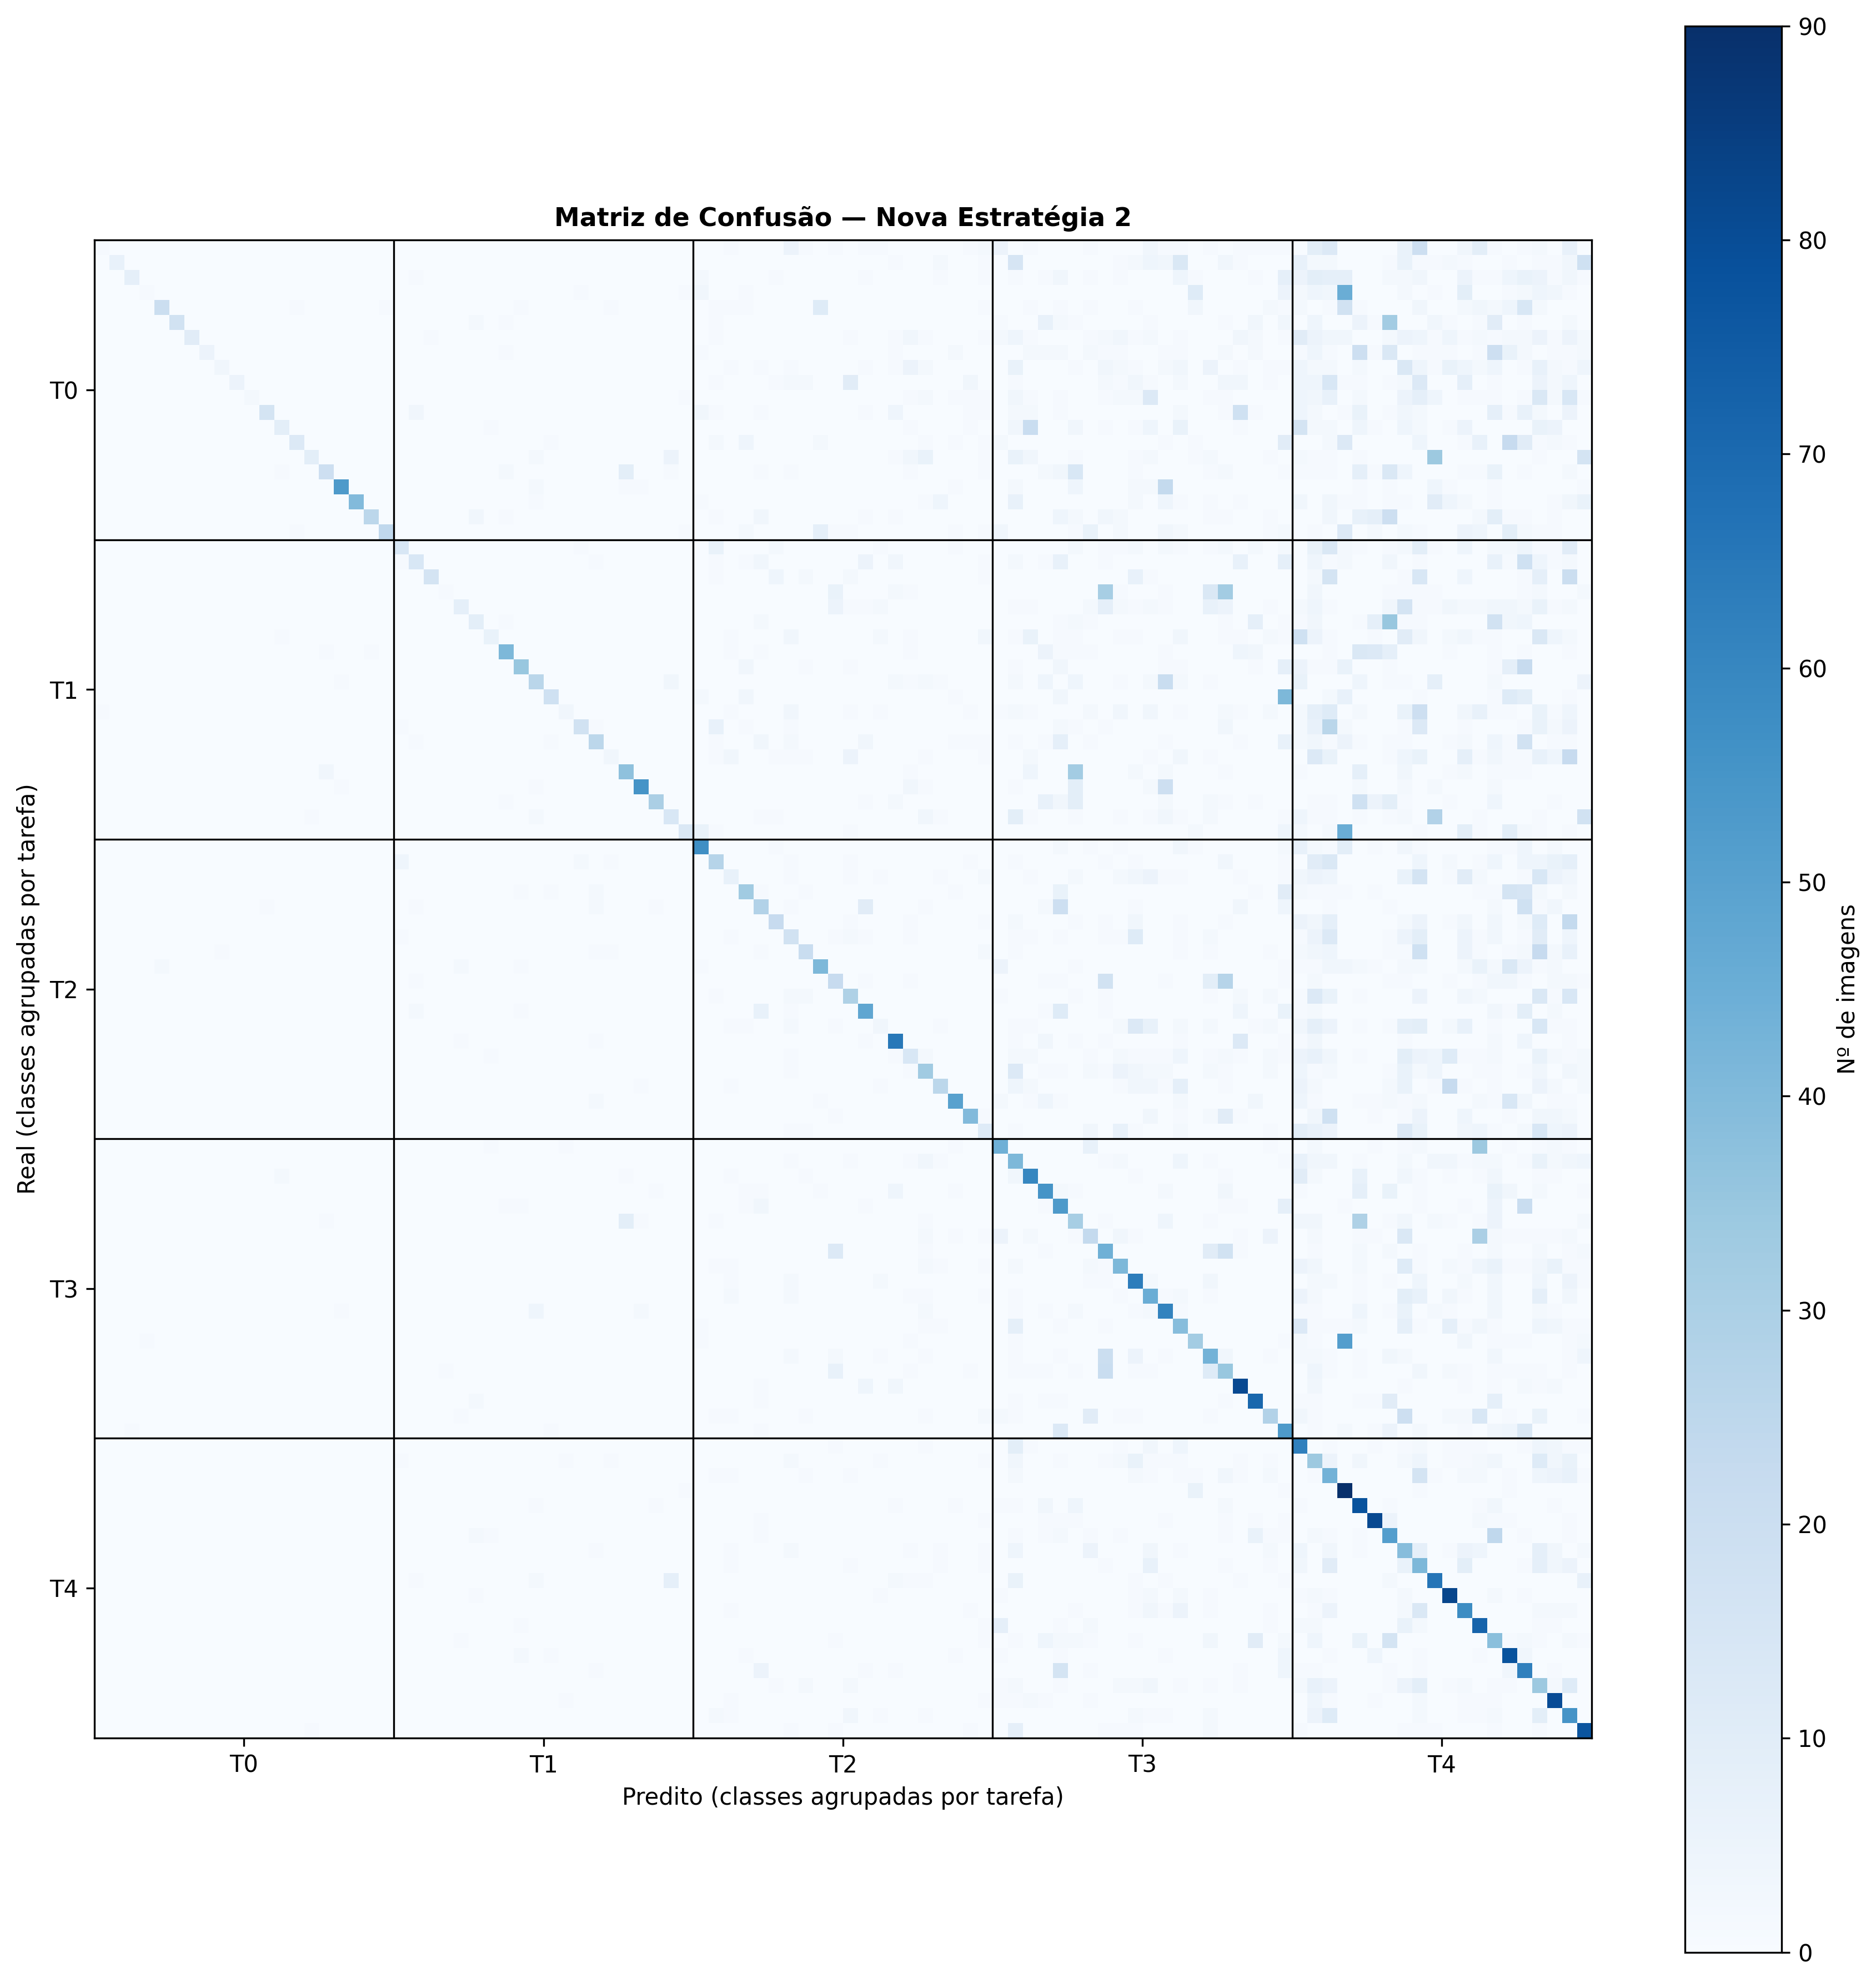 Matriz de Confusão — Nova Estratégia 2
Real (classes agrupadas por tarefa)
T0
T1
T2
T3
T4
T0
T1
T2
T3
T4
Predito (classes agrupadas por tarefa)
90
80
70
60
50
40
30
20
10
0
Nº de imagens